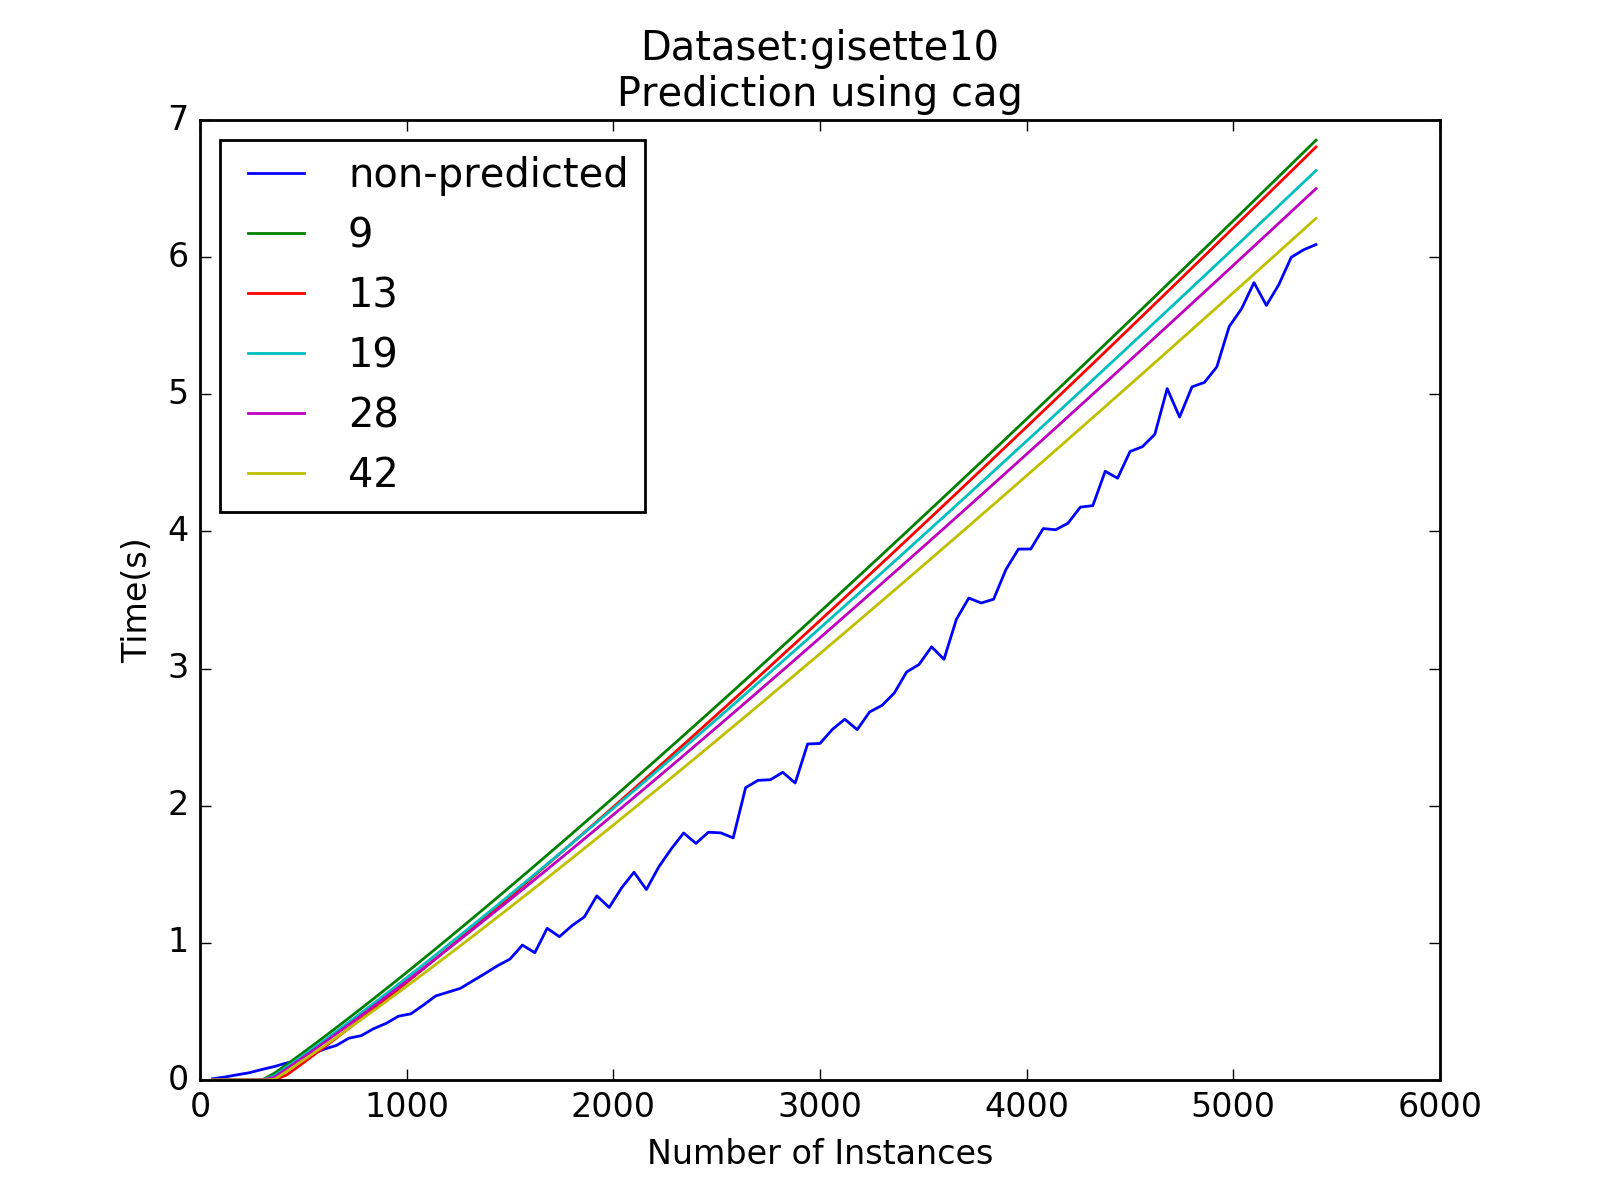 Dataset:gisette10
Prediction using cag
7
6
5
4
3
2
1
0
non-predicted
9
13
19
28
42
Time(s)
0 1000 2000 3000 4000 5000 6000
Number of Instances